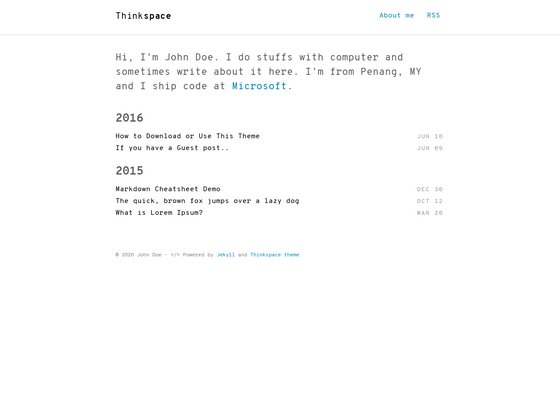 Thinkspace
About me RSS
Hi, I'm John Doe. I do stuffs with computer and
sometimes write about it here. I'm from Penang, MY
and I ship code at Microsoft.
2016
How to Download or Use This Theme JUN 10
If you have a Guest post.. JUN 09
2015
Markdown Cheatsheet Demo DEC 30
The quick, brown fox jumps over a lazy dog OCT 12
What is Lorem Ipsum? MAR 20
© 2020 John Doe · </> Powered by Jekyll and Thinkspace theme